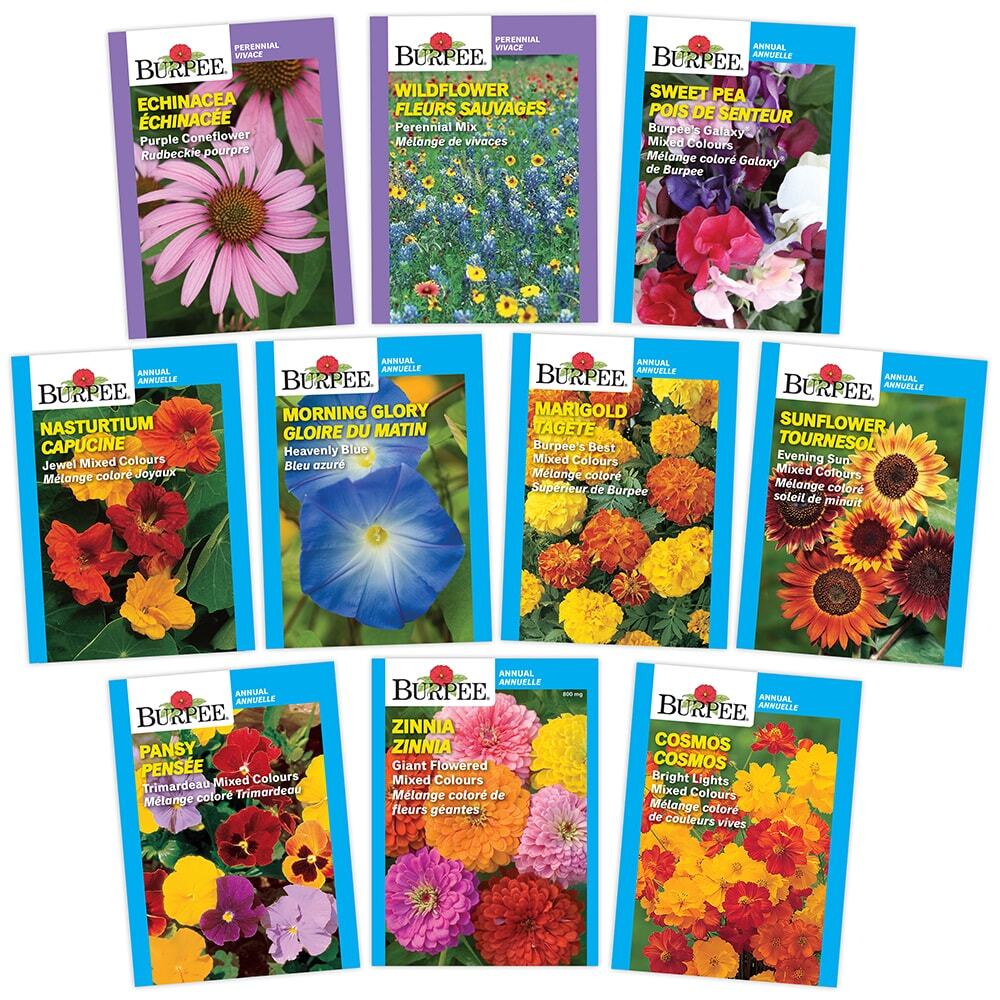 BURPEE®
PERENNIAL
VIVACE
ECHINACEA
ÉCHINACÉE
Purple Coneflower
Rudbeckie pourpre
BURPEE®
PERENNIAL
VIVACE
WILDFLOWER
FLEURS SAUVAGES
Perennial Mix
Mélange de vivaces
BURPEE®
ANNUAL
ANNUELLE
SWEET PEA
POIS DE SENTEUR
Burpee's Galaxy®
Mixed Colours
Mélange coloré Galaxy®
de Burpee
BURPEE®
ANNUAL
ANNUELLE
NASTURTIUM
CAPUCINE
Jewel Mixed Colours
Mélange coloré Joyaux
BURPEE®
ANNUAL
ANNUELLE
MORNING GLORY
GLOIRE DU MATIN
Heavenly Blue
Bleu azuré
BURPEE®
ANNUAL
ANNUELLE
MARIGOLD
TAGÈTE
Burpee's Best
Mixed Colours
Mélange coloré
Supérieur de Burpee
BURPEE®
ANNUAL
ANNUELLE
SUNFLOWER
TOURNESOL
Evening Sun
Mixed Colours
Mélange coloré
soleil de minuit
BURPEE®
ANNUAL
ANNUELLE
PANSY
PENSÉE
Trimardeau Mixed Colours
Mélange coloré Trimardeau
BURPEE®
ANNUAL
ANNUELLE
800 mg
ZINNIA
ZINNIA
Giant Flowered
Mixed Colours
Mélange coloré de
fleurs géantes
BURPEE®
ANNUAL
ANNUELLE
COSMOS
COSMOS
Bright Lights
Mixed Colours
Mélange coloré
de couleurs vives